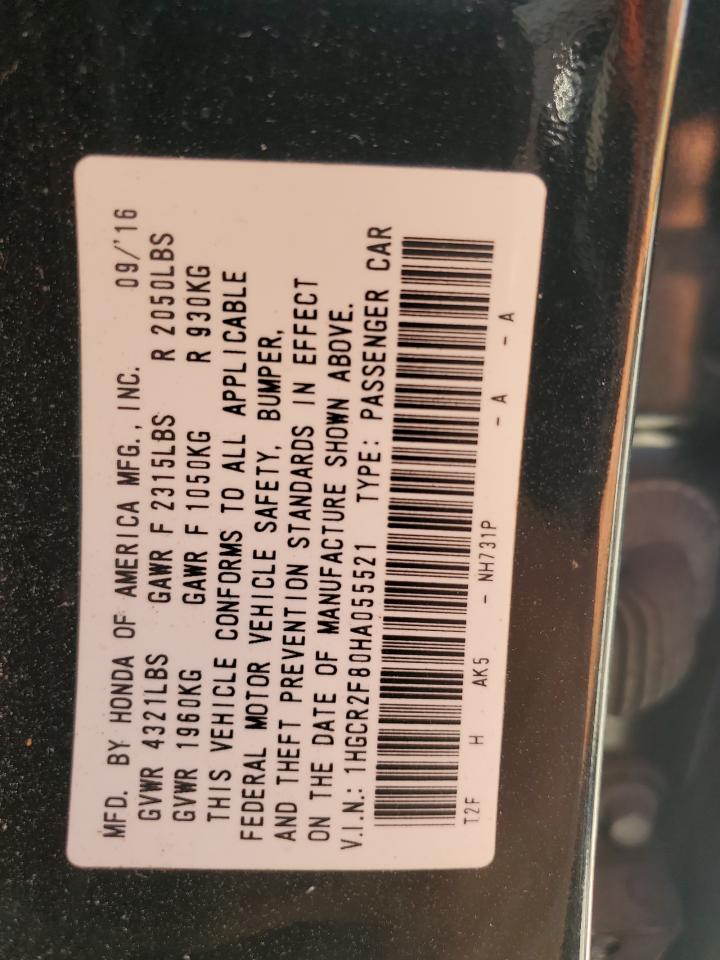 MFD. BY HONDA OF AMERICA MFG., INC. 09/'16
GVWR 4321LBS GAWR F 2315LBS R 2050LBS
GVWR 1960KG GAWR F 1050KG R 930KG
THIS VEHICLE CONFORMS TO ALL APPLICABLE
FEDERAL MOTOR VEHICLE SAFETY, BUMPER,
AND THEFT PREVENTION STANDARDS IN EFFECT
ON THE DATE OF MANUFACTURE SHOWN ABOVE.
V.I.N.: 1HGCR2F80HA055521 TYPE: PASSENGER CAR
T2F H AK5 - NH731P - A - A